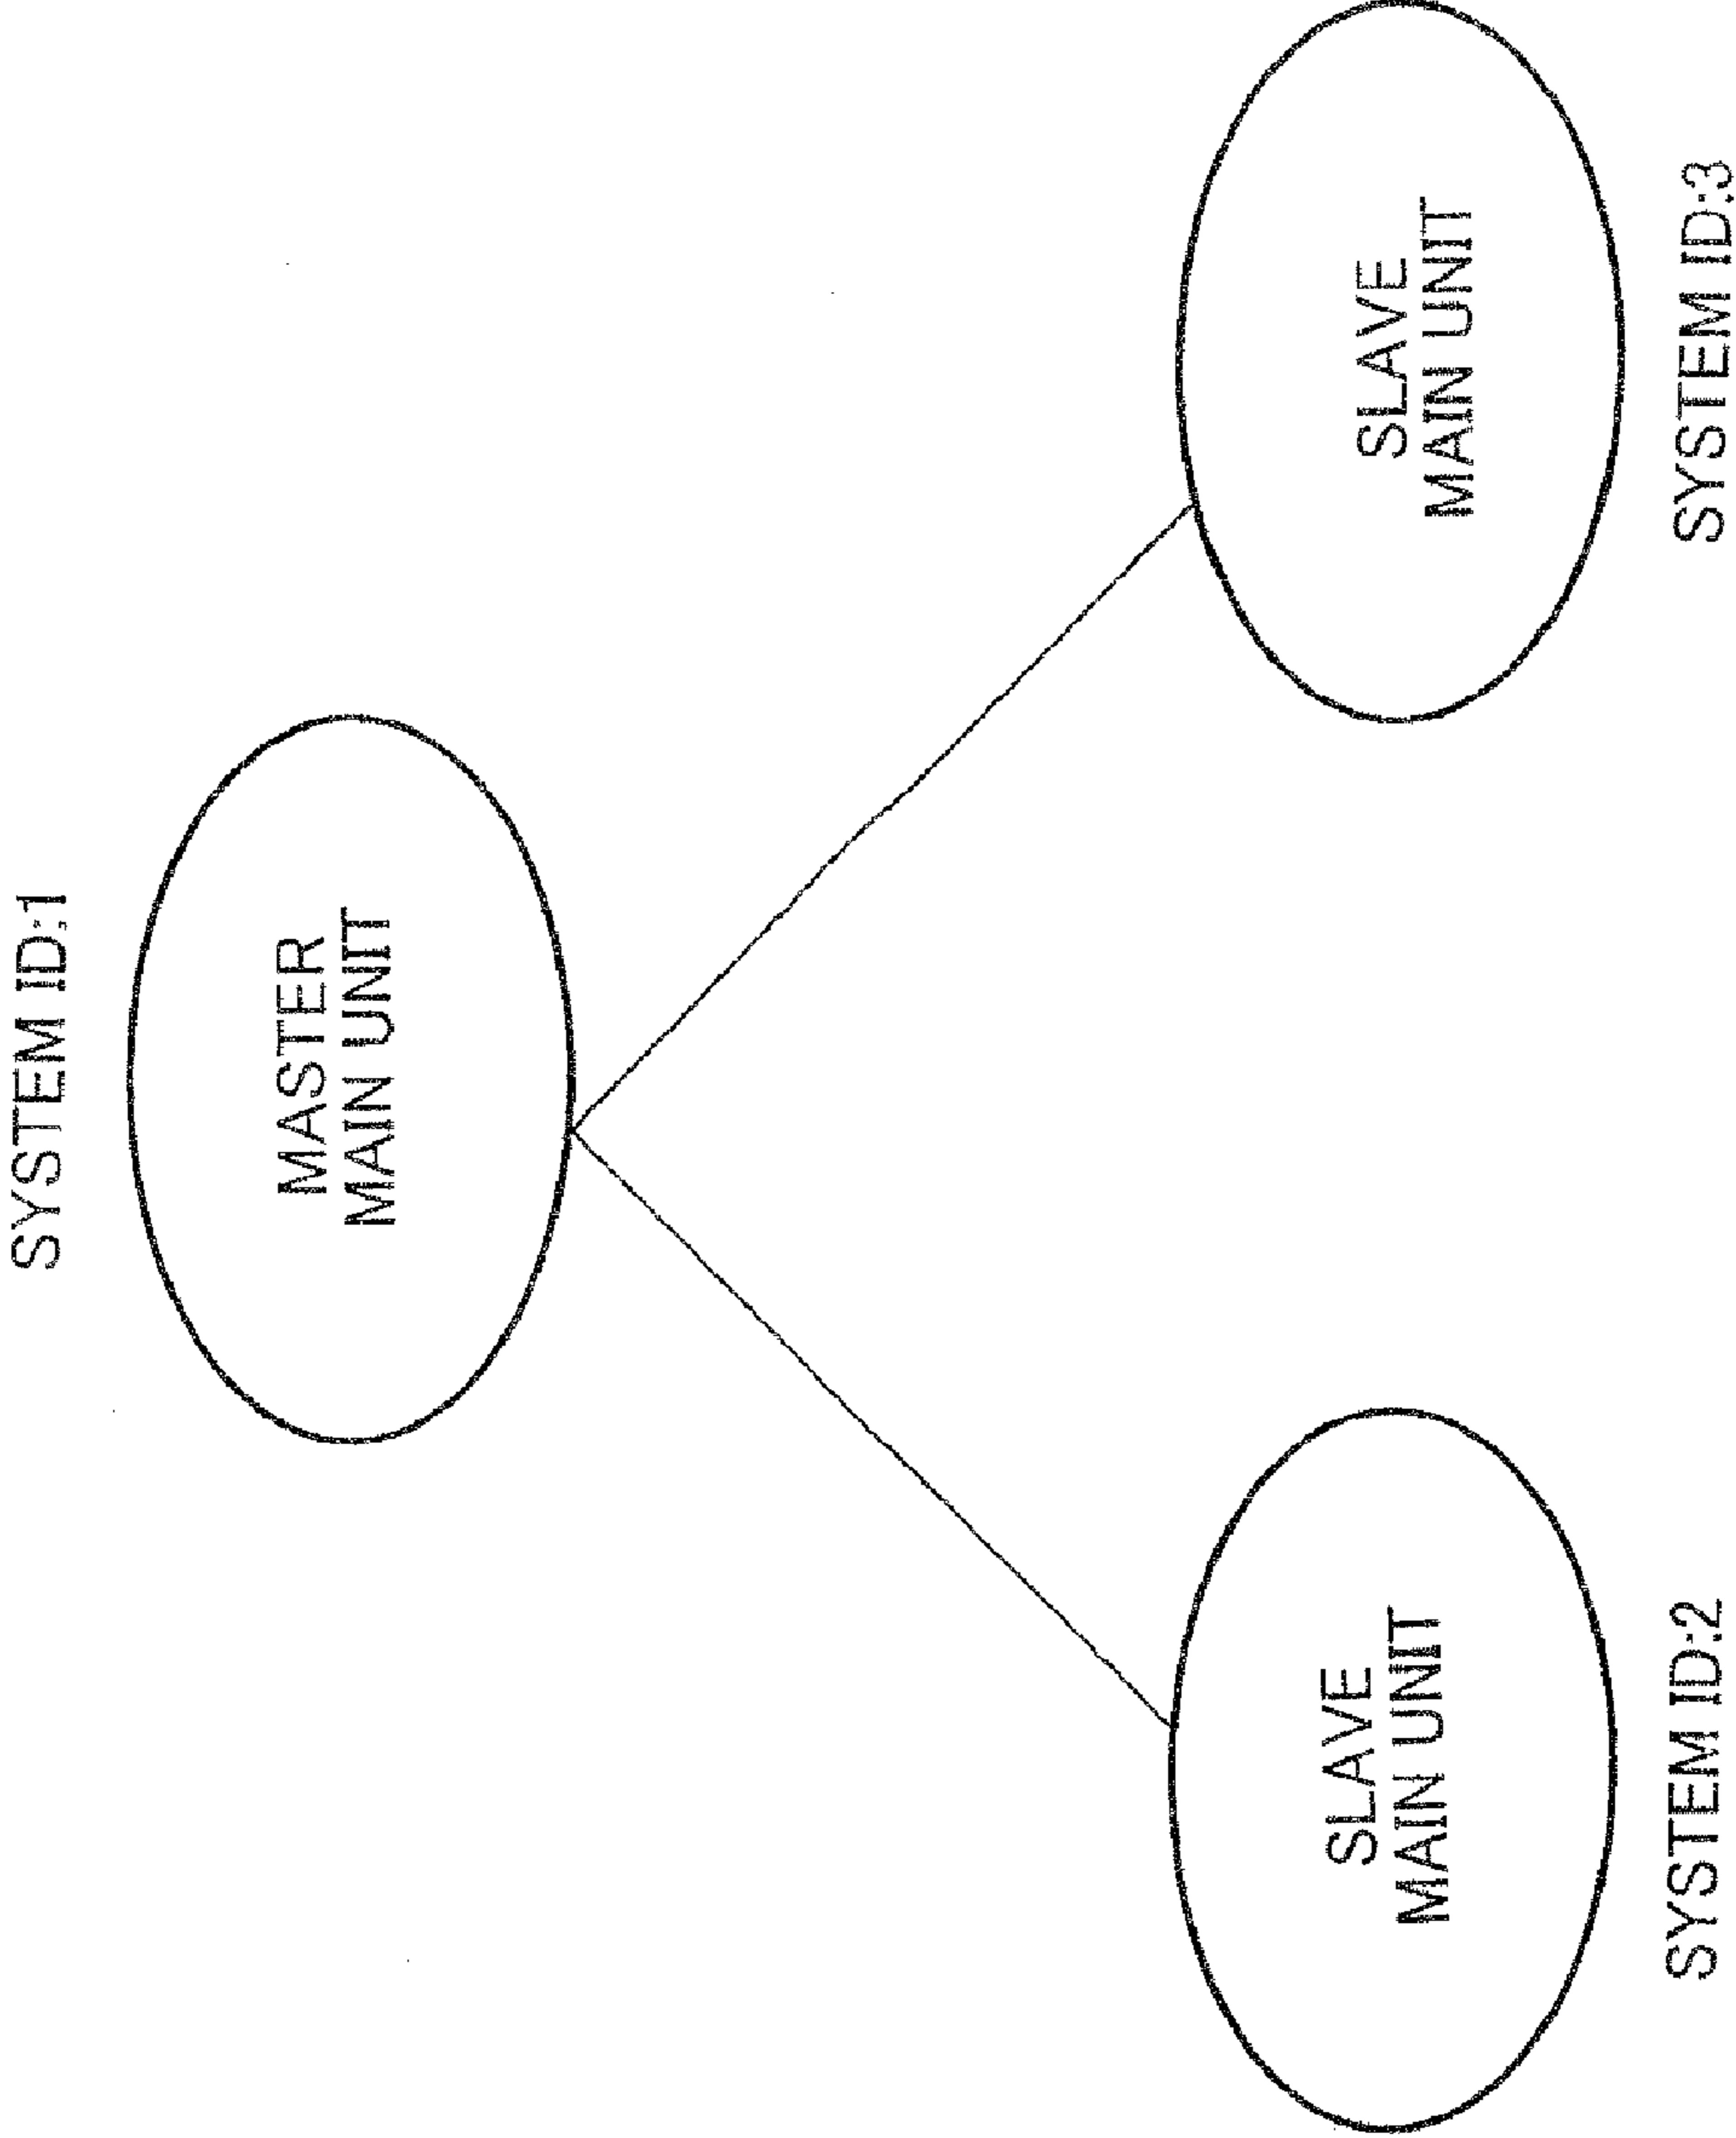 SYSTEM ID:1
MASTER
MAIN UNIT
SLAVE
MAIN UNIT
SYSTEM ID:2
SLAVE
MAIN UNIT
SYSTEM ID:3